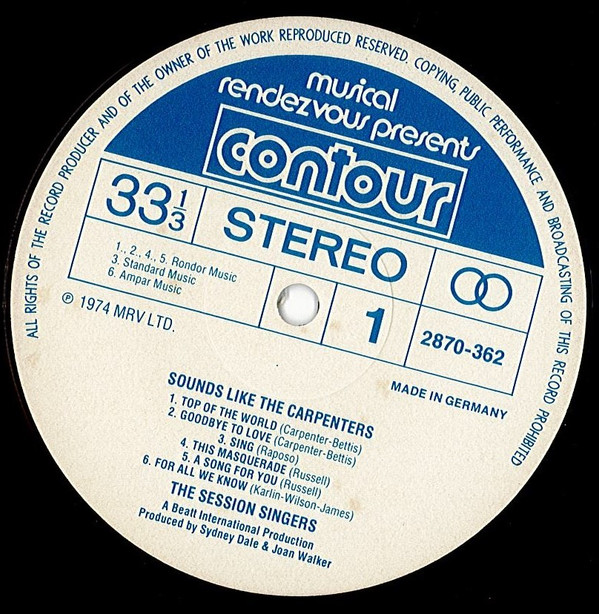 ALL RIGHTS OF THE RECORD PRODUCER AND OF THE OWNER OF THE WORK REPRODUCED RESERVED. COPYING, PUBLIC PERFORMANCE AND BROADCASTING OF THIS RECORD PROHIBITED
musical
rendezvous presents
contour
33 1/3
STEREO
1., 2., 4., 5. Rondor Music
3. Standard Music
6. Ampar Music
℗ 1974 MRV LTD.
1
2870-362
MADE IN GERMANY
SOUNDS LIKE THE CARPENTERS
1. TOP OF THE WORLD (Carpenter-Bettis)
2. GOODBYE TO LOVE (Carpenter-Bettis)
3. SING (Raposo)
4. THIS MASQUERADE (Russell)
5. A SONG FOR YOU (Russell)
6. FOR ALL WE KNOW (Karlin-Wilson-James)
THE SESSION SINGERS
A Beatt International Production
Produced by Sydney Dale & Joan Walker